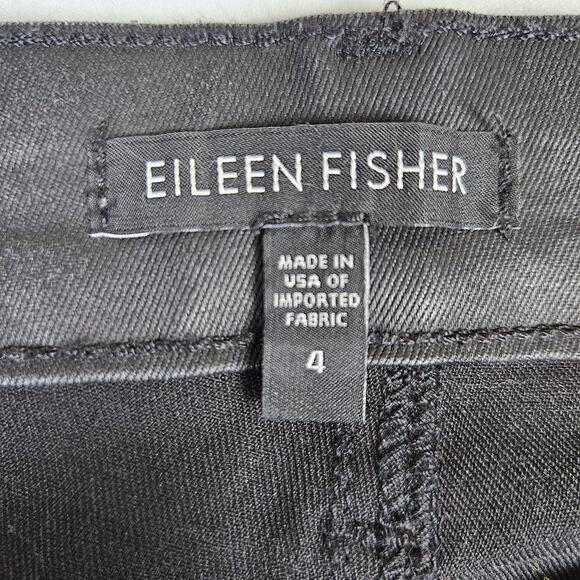 EILEEN FISHER
MADE IN
USA OF
IMPORTED
FABRIC
4